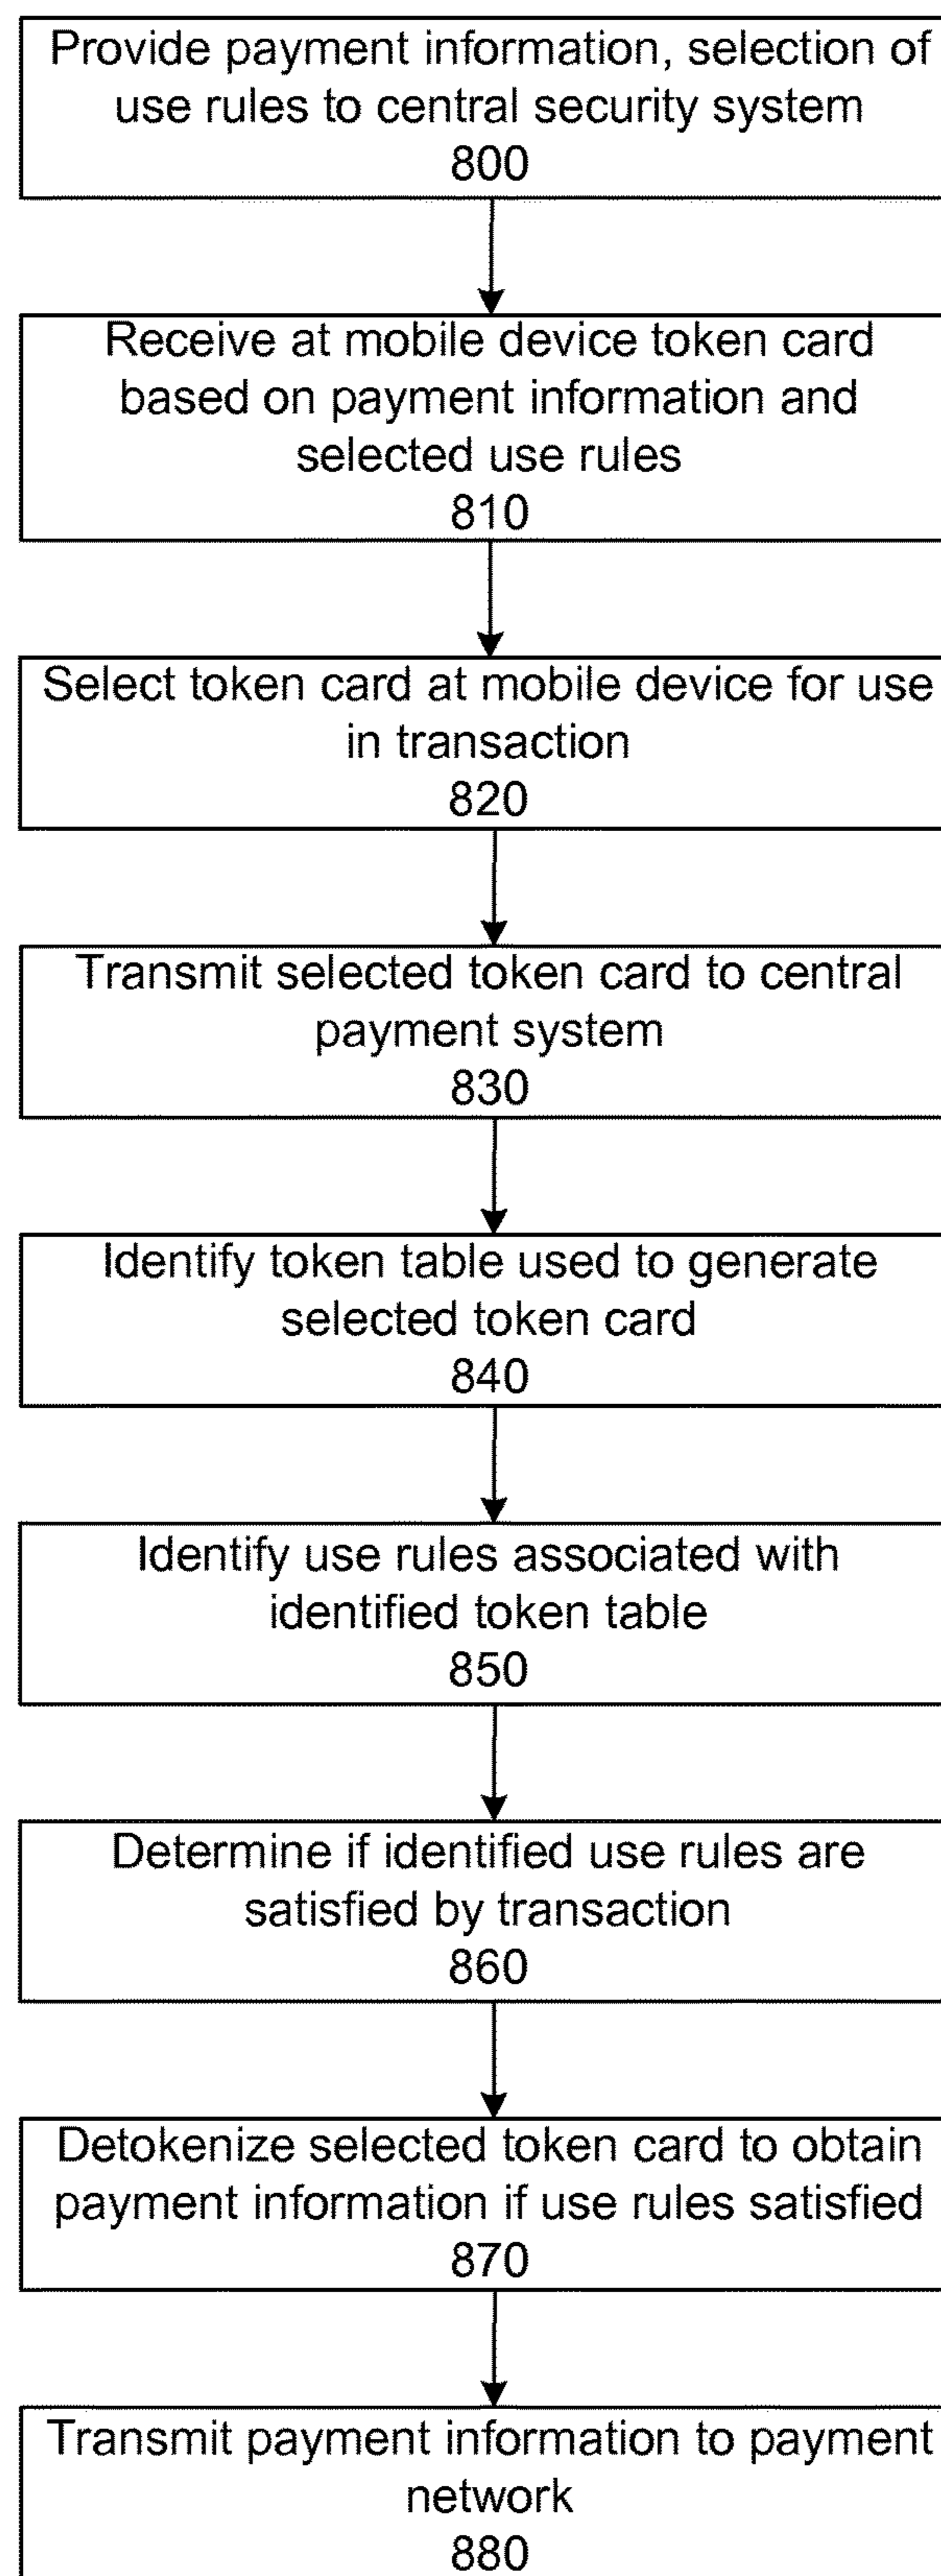 Provide payment information, selection of
use rules to central security system
800
Receive at mobile device token card
based on payment information and
selected use rules
810
Select token card at mobile device for use
in transaction
820
Transmit selected token card to central
payment system
830
Identify token table used to generate
selected token card
840
Identify use rules associated with
identified token table
850
Determine if identified use rules are
satisfied by transaction
860
Detokenize selected token card to obtain
payment information if use rules satisfied
870
Transmit payment information to payment
network
880